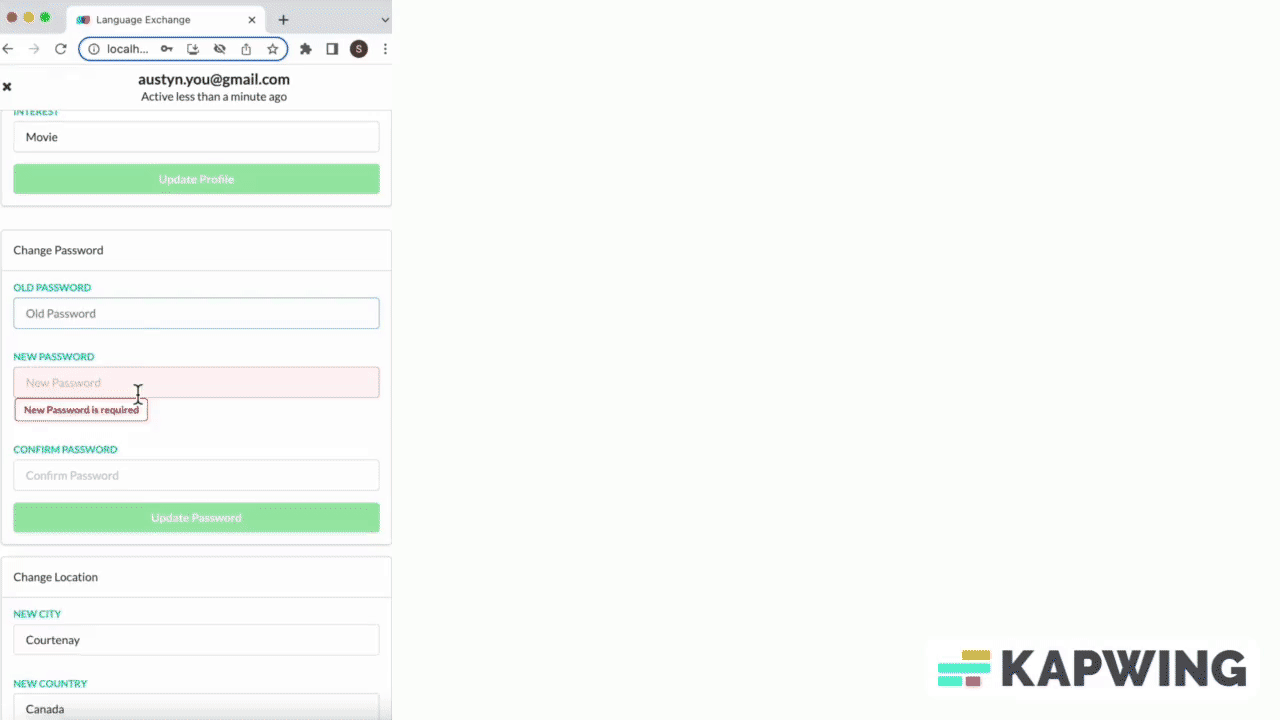 Language Exchange
localh...
S
austyn.you@gmail.com
Active less than a minute ago
INTEREST
Movie
Update Profile
Change Password
OLD PASSWORD
Old Password
NEW PASSWORD
New Password
New Password is required
CONFIRM PASSWORD
Confirm Password
Update Password
Change Location
NEW CITY
Courtenay
NEW COUNTRY
Canada
KAPWING